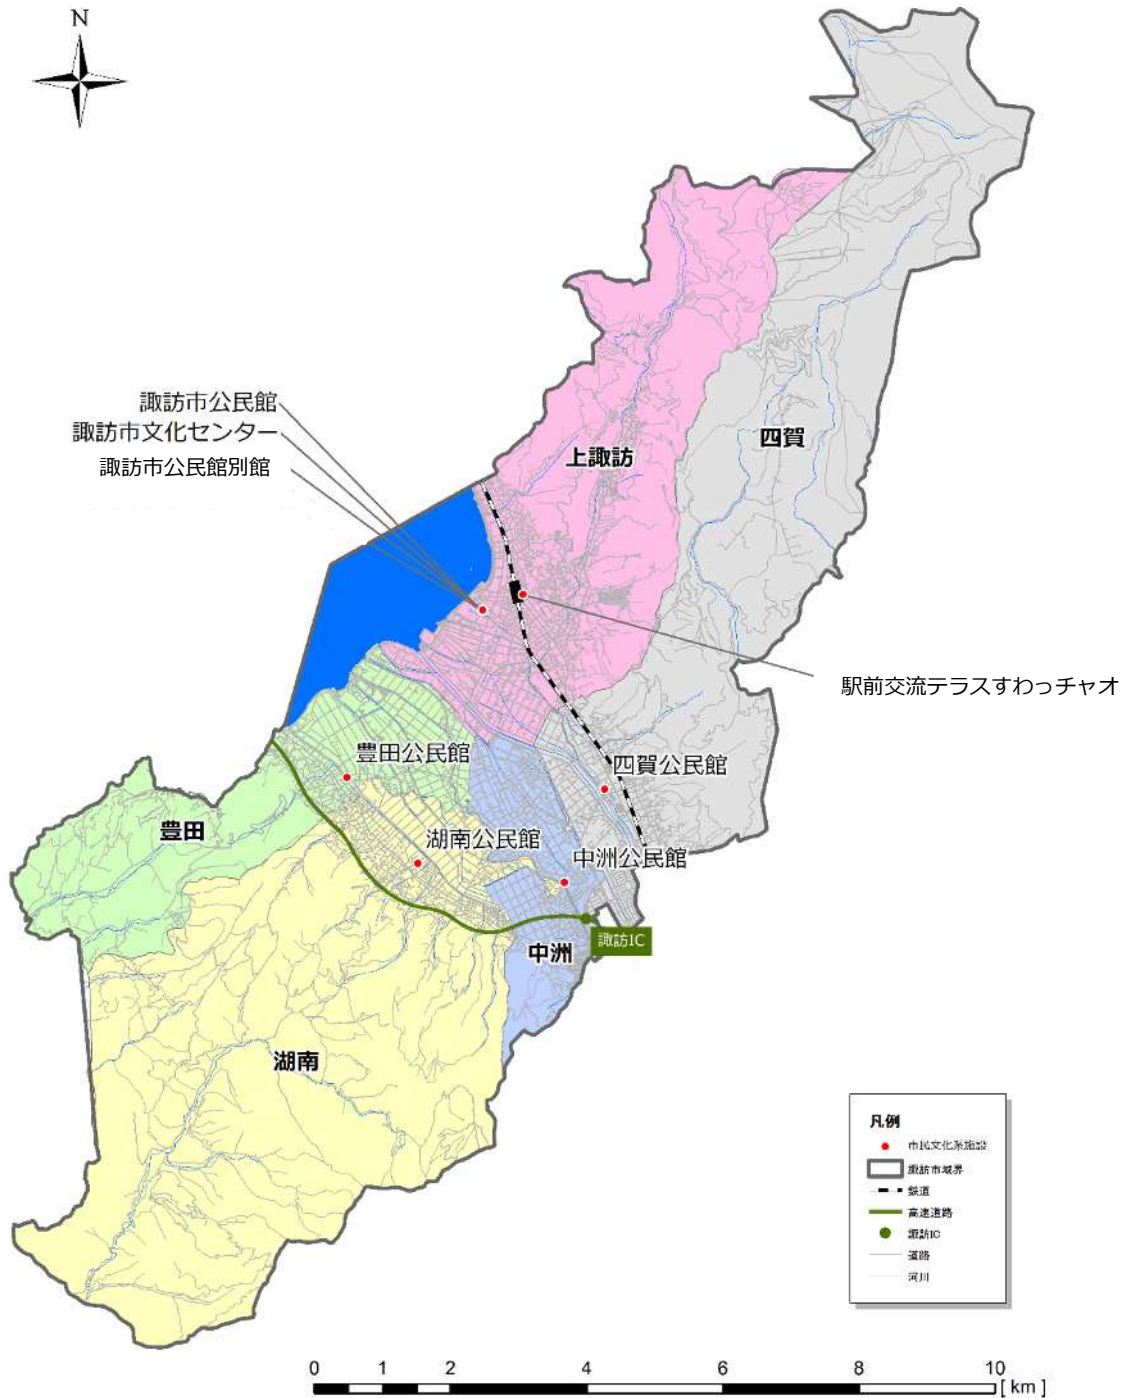 N
諏訪市公民館
諏訪市文化センター
諏訪市公民館別館
上諏訪
四賀
駅前交流テラスすわっチャオ
豊田公民館
四賀公民館
豊田
湖南公民館
中洲公民館
諏訪IC
中洲
湖南
凡例
市民文化系施設
諏訪市域界
鉄道
高速道路
諏訪IC
道路
河川
0 1 2 4 6 8 10
[ km ]